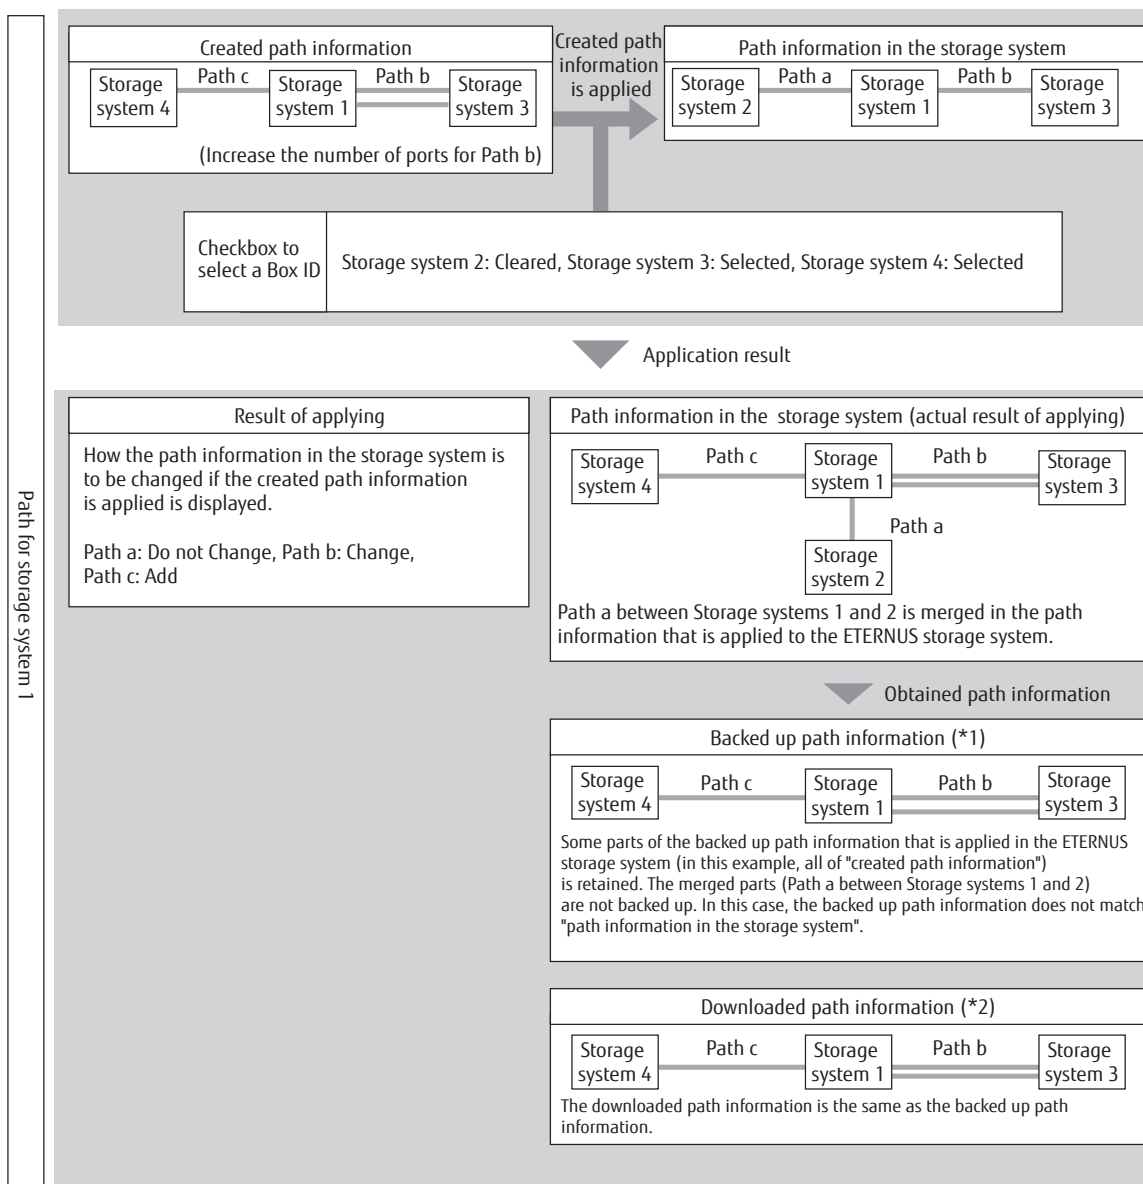 Path for storage system 1
Created path information
Storage
system 4
Path c
Storage
system 1
Path b
Storage
system 3
(Increase the number of ports for Path b)
Created path
information
is applied
Path information in the storage system
Storage
system 2
Path a
Storage
system 1
Path b
Storage
system 3
Checkbox to
select a Box ID
Storage system 2: Cleared, Storage system 3: Selected, Storage system 4: Selected
Application result
Result of applying
How the path information in the storage system is
to be changed if the created path information
is applied is displayed.
Path a: Do not Change, Path b: Change,
Path c: Add
Path information in the storage system (actual result of applying)
Storage
system 4
Path c
Storage
system 1
Path b
Storage
system 3
Path a
Storage
system 2
Path a between Storage systems 1 and 2 is merged in the path
information that is applied to the ETERNUS storage system.
Obtained path information
Backed up path information (*1)
Storage
system 4
Path c
Storage
system 1
Path b
Storage
system 3
Some parts of the backed up path information that is applied in the ETERNUS
storage system (in this example, all of "created path information")
is retained. The merged parts (Path a between Storage systems 1 and 2)
are not backed up. In this case, the backed up path information does not match
"path information in the storage system".
Downloaded path information (*2)
Storage
system 4
Path c
Storage
system 1
Path b
Storage
system 3
The downloaded path information is the same as the backed up path
information.